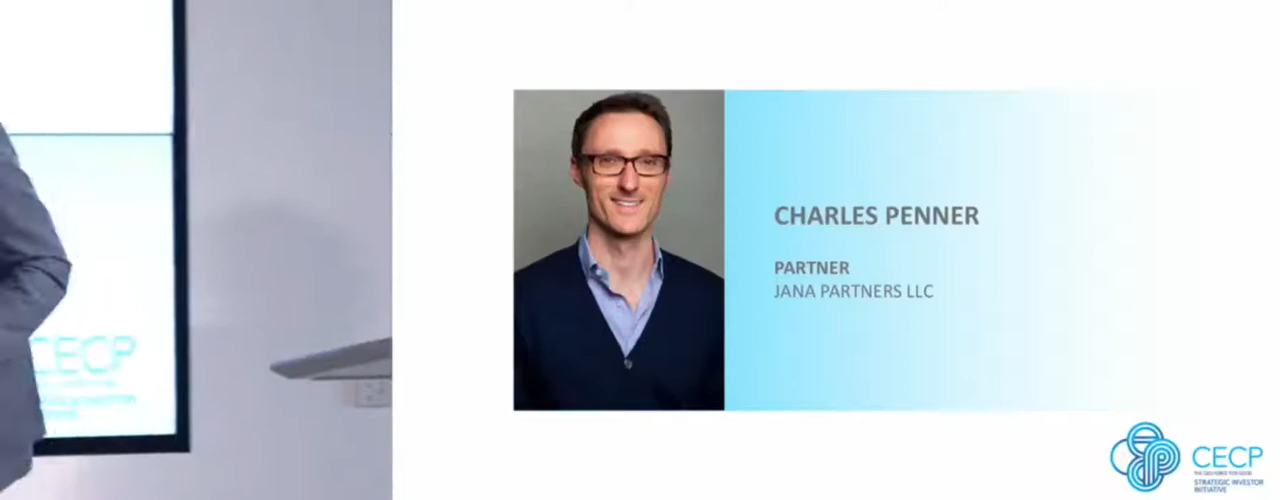 CHARLES PENNER
PARTNER
JANA PARTNERS LLC
CECP
CECP
THE CEO FORCE FOR GOOD
STRATEGIC INVESTOR
INITIATIVE